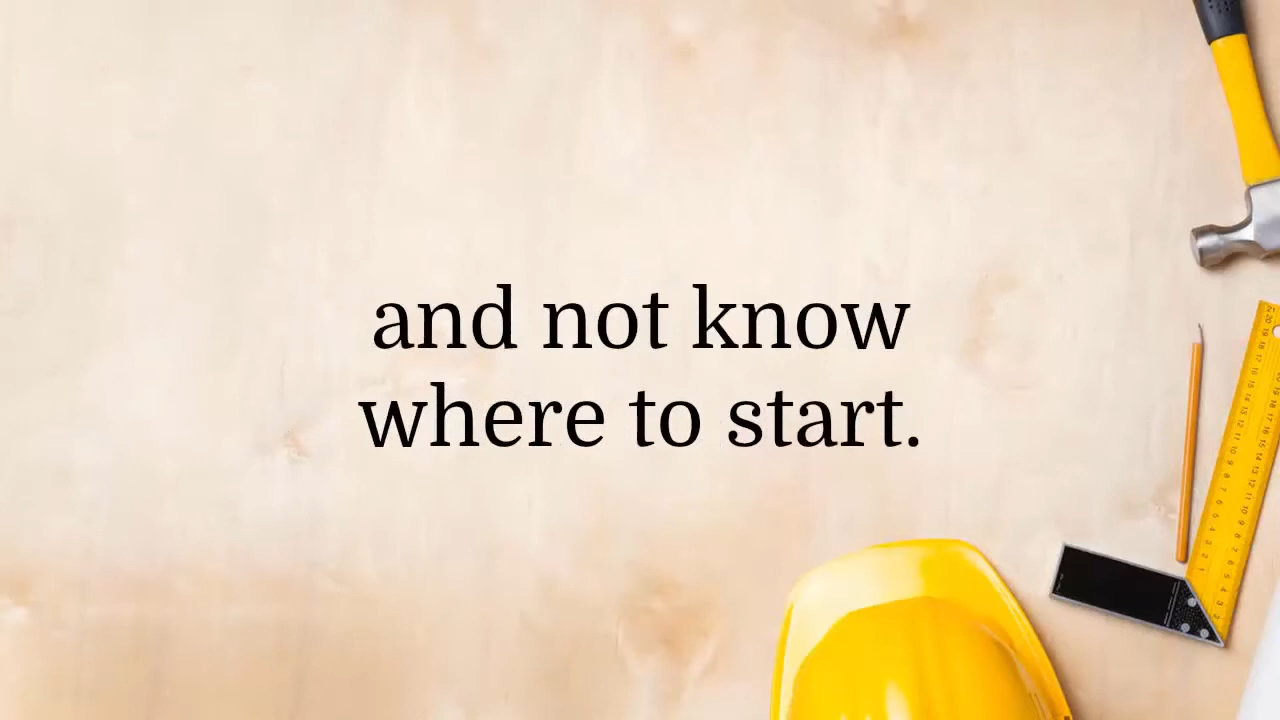 and not know
where to start.